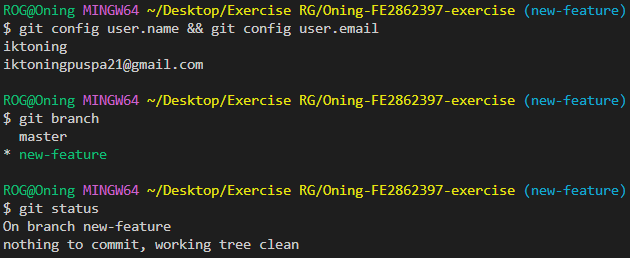 ROG@Oning MINGW64 ~/Desktop/Exercise RG/Oning-FE2862397-exercise (new-feature)
$ git config user.name && git config user.email
iktoning
iktoningpuspa21@gmail.com
ROG@Oning MINGW64 ~/Desktop/Exercise RG/Oning-FE2862397-exercise (new-feature)
$ git branch
  master
* new-feature
ROG@Oning MINGW64 ~/Desktop/Exercise RG/Oning-FE2862397-exercise (new-feature)
$ git status
On branch new-feature
nothing to commit, working tree clean